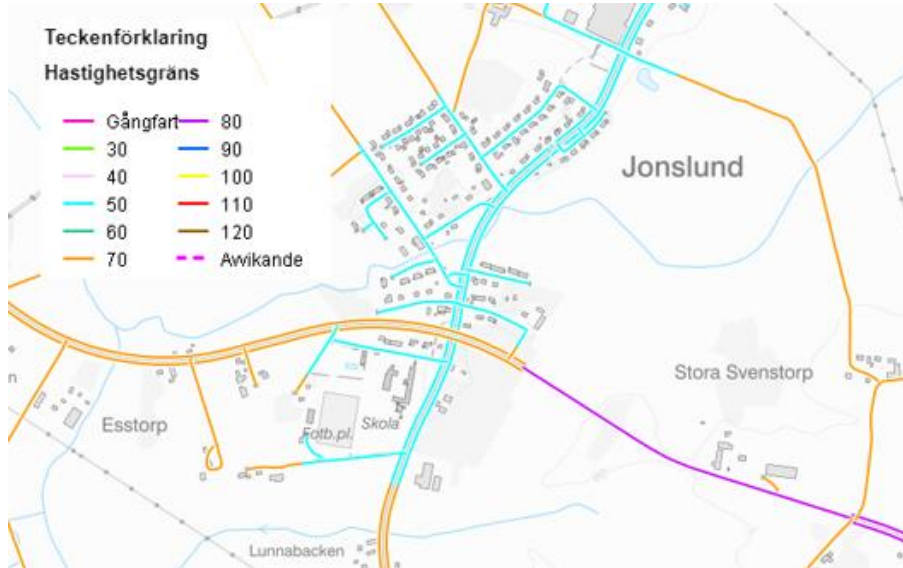 Teckenförklaring
Hastighetsgräns
Gångfart
30
40
50
60
70
80
90
100
110
120
Avvikande
Jonslund
Stora Svenstorp
Esstorp
Fotb.pl.
Skola
Lunnabacken
n